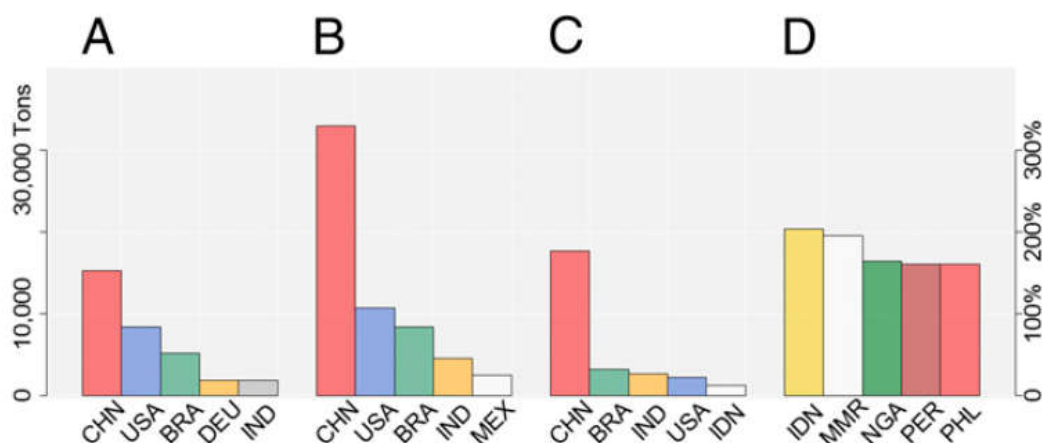 A B C D
30,000 Tons
10,000
0
300%
200%
100%
0
CHN USA BRA DEU IND
CHN USA BRA IND MEX
CHN BRA IND USA IDN
IDN MMR NGA PER PHL